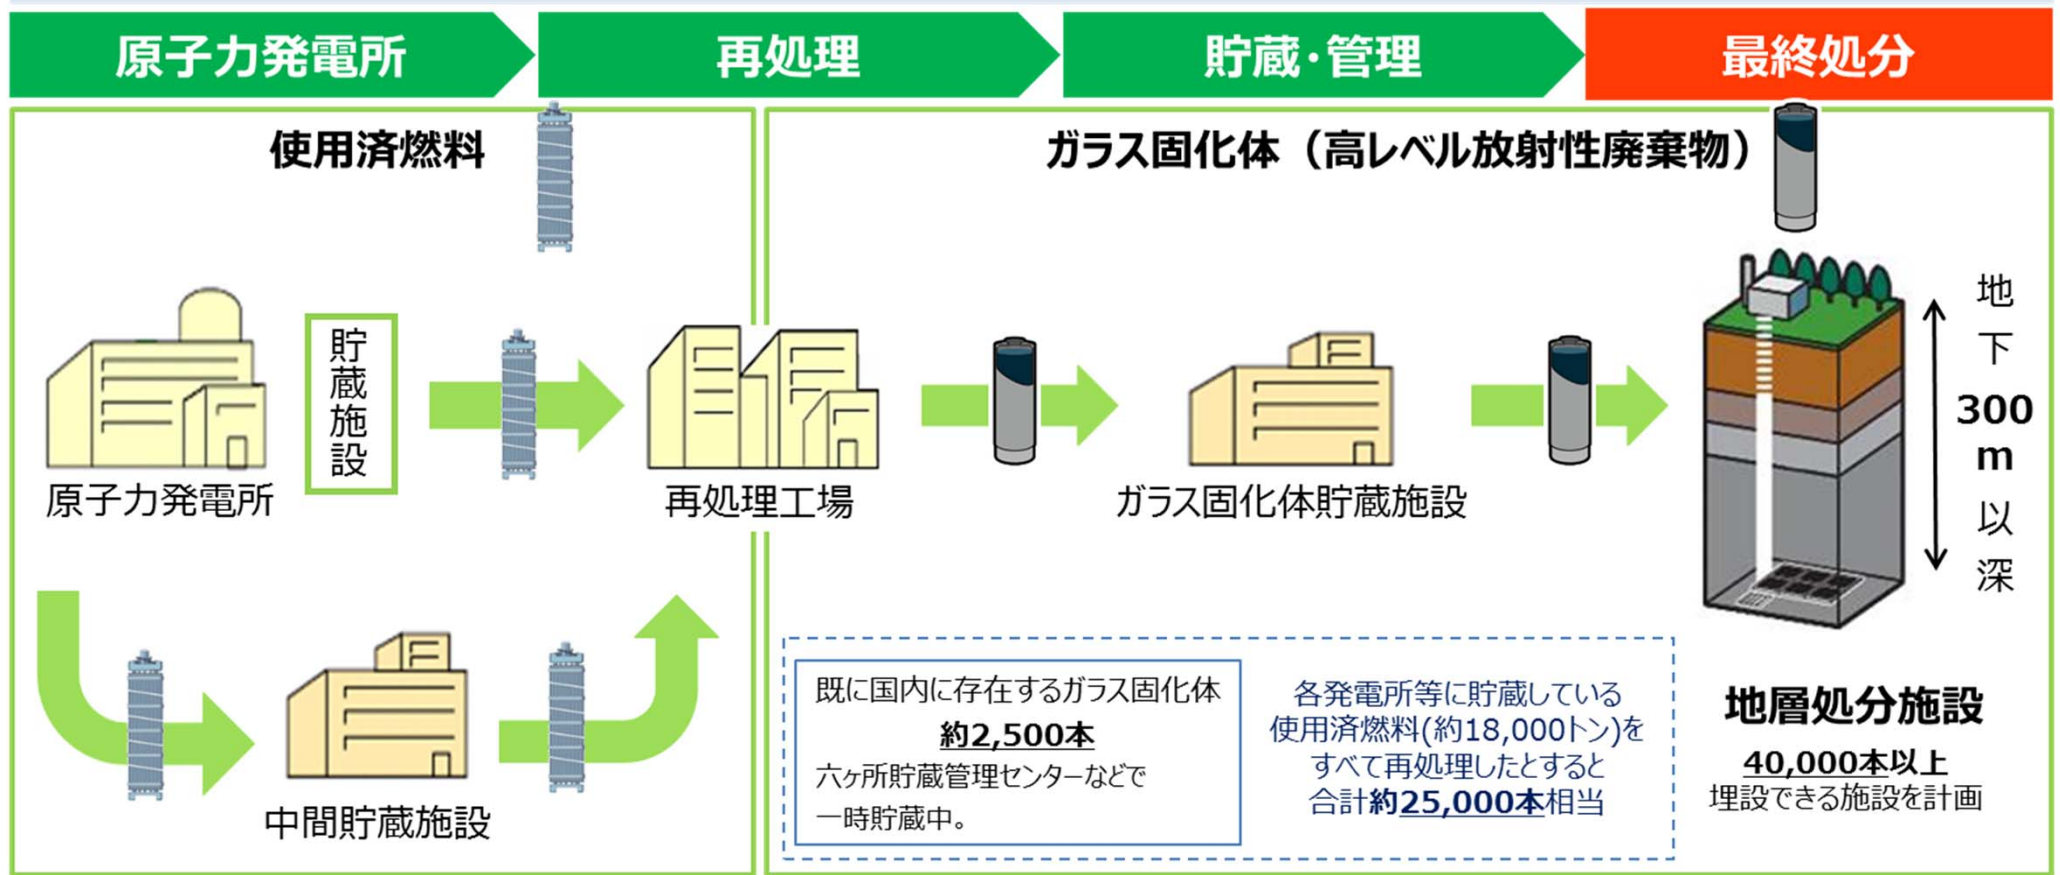 原子力発電所
再処理
貯蔵・管理
最終処分
使用済燃料
ガラス固化体（高レベル放射性廃棄物）
貯蔵施設
原子力発電所
再処理工場
ガラス固化体貯蔵施設
地
下
300
m
以
深
中間貯蔵施設
既に国内に存在するガラス固化体
約2,500本
六ヶ所貯蔵管理センターなどで
一時貯蔵中。
各発電所等に貯蔵している
使用済燃料(約18,000トン)を
すべて再処理したとすると
合計約25,000本相当
地層処分施設
40,000本以上
埋設できる施設を計画